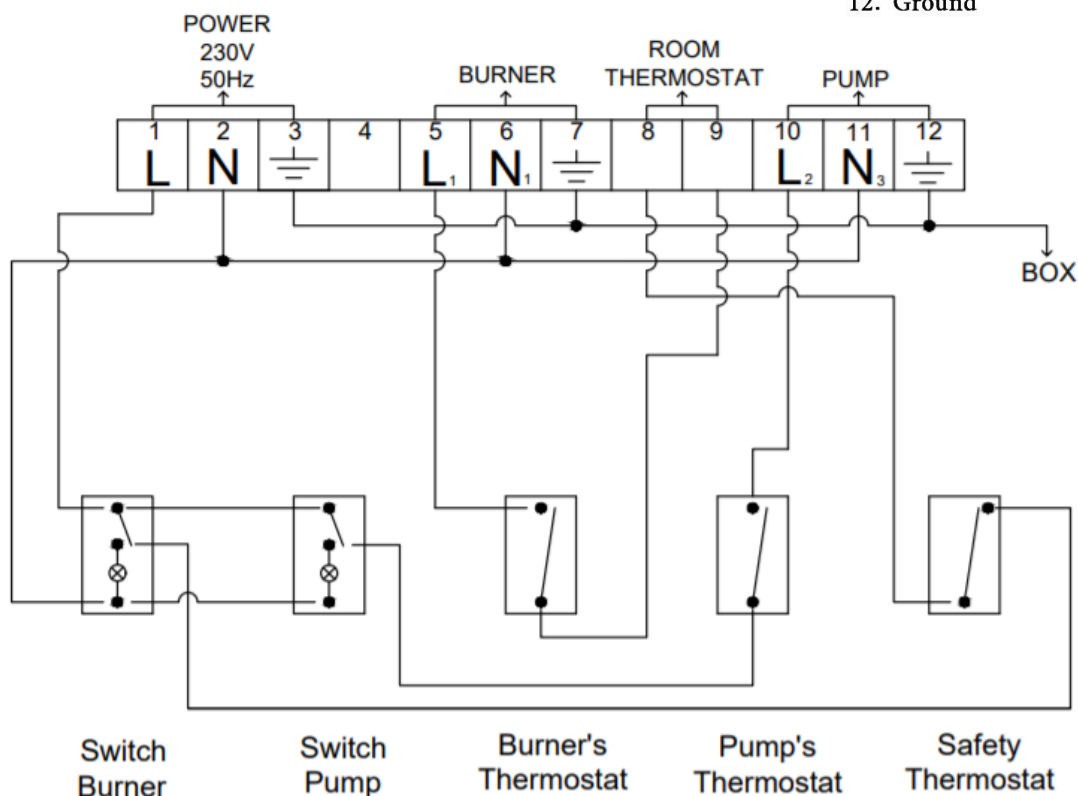 12. Ground
POWER
230V
50Hz
BURNER
ROOM
THERMOSTAT
PUMP
1 2 3 4 5 6 7 8 9 10 11 12
L N L1 N1 L2 N3
BOX
Switch
Burner
Switch
Pump
Burner's
Thermostat
Pump's
Thermostat
Safety
Thermostat